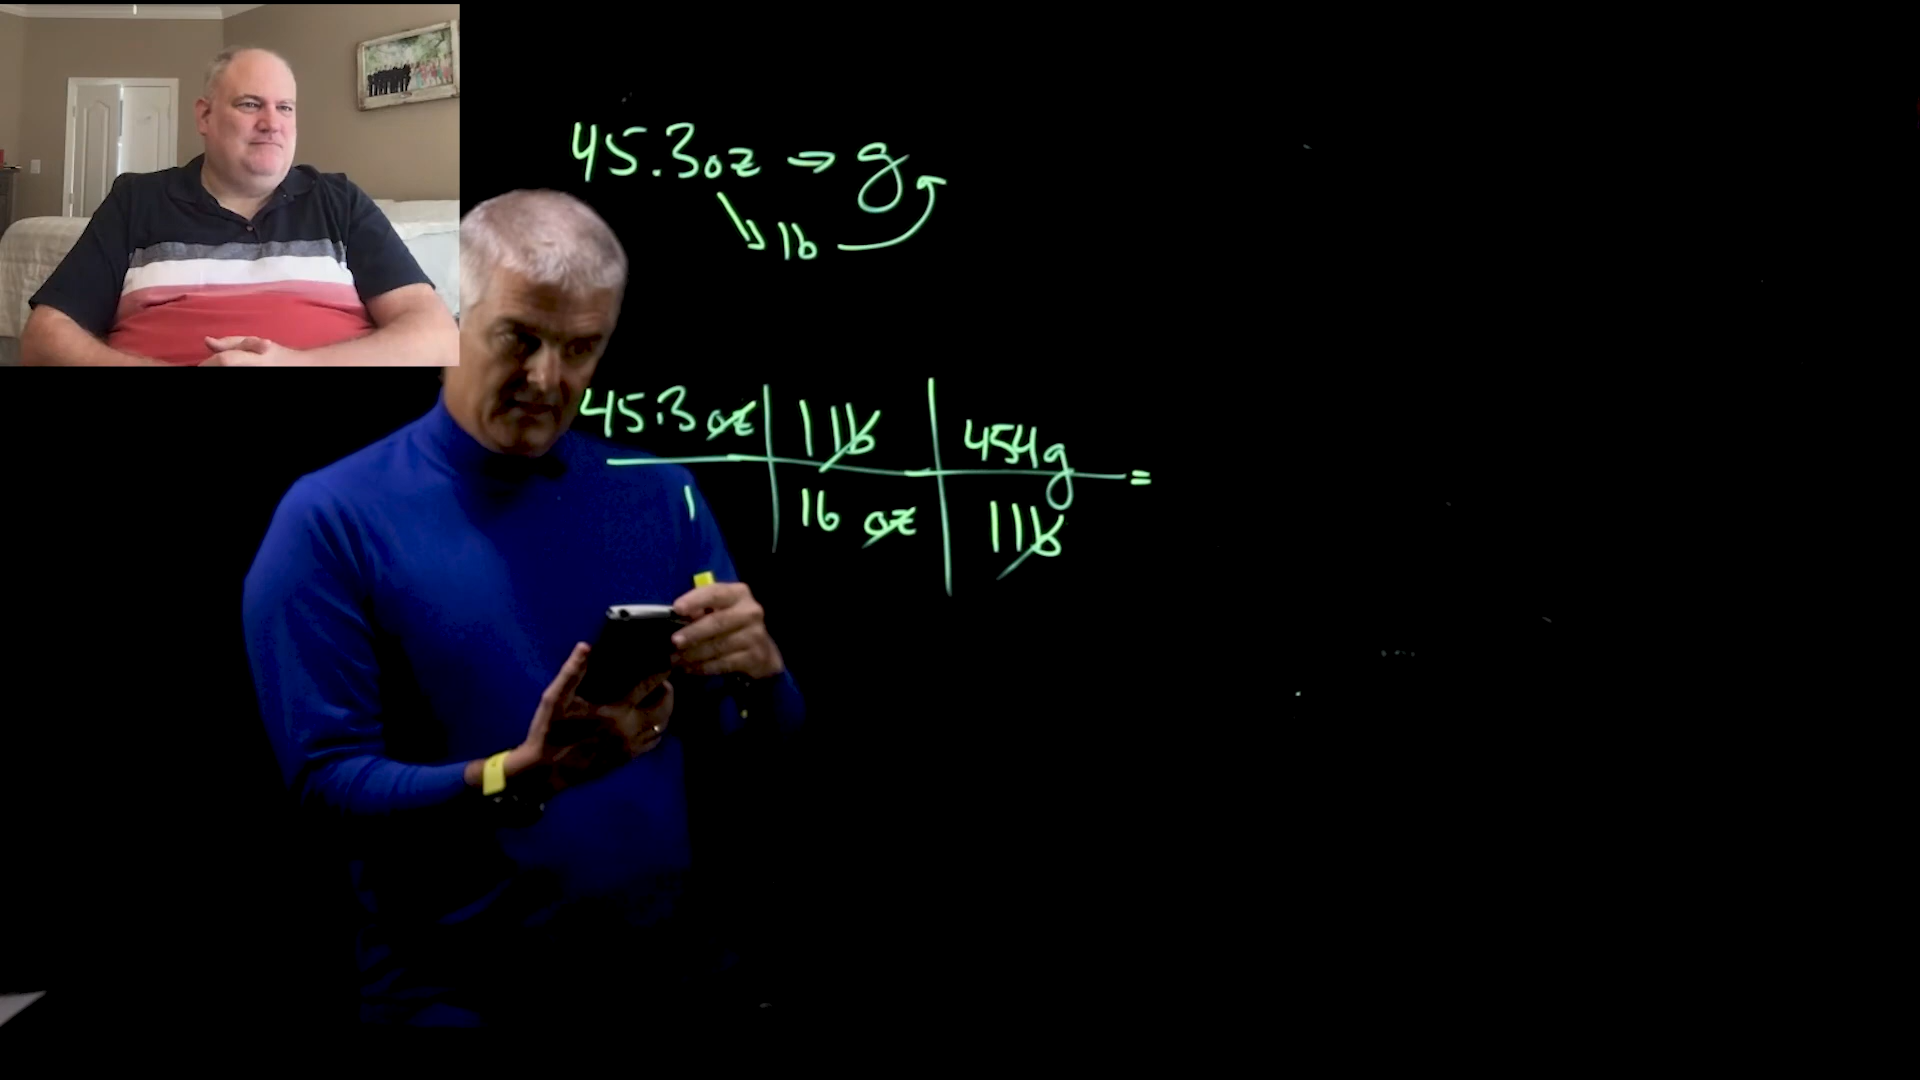 45.3oz ⇒ g
lb
45.3 oz | 1 lb | 454g =
1 | 16 oz | 1 lb